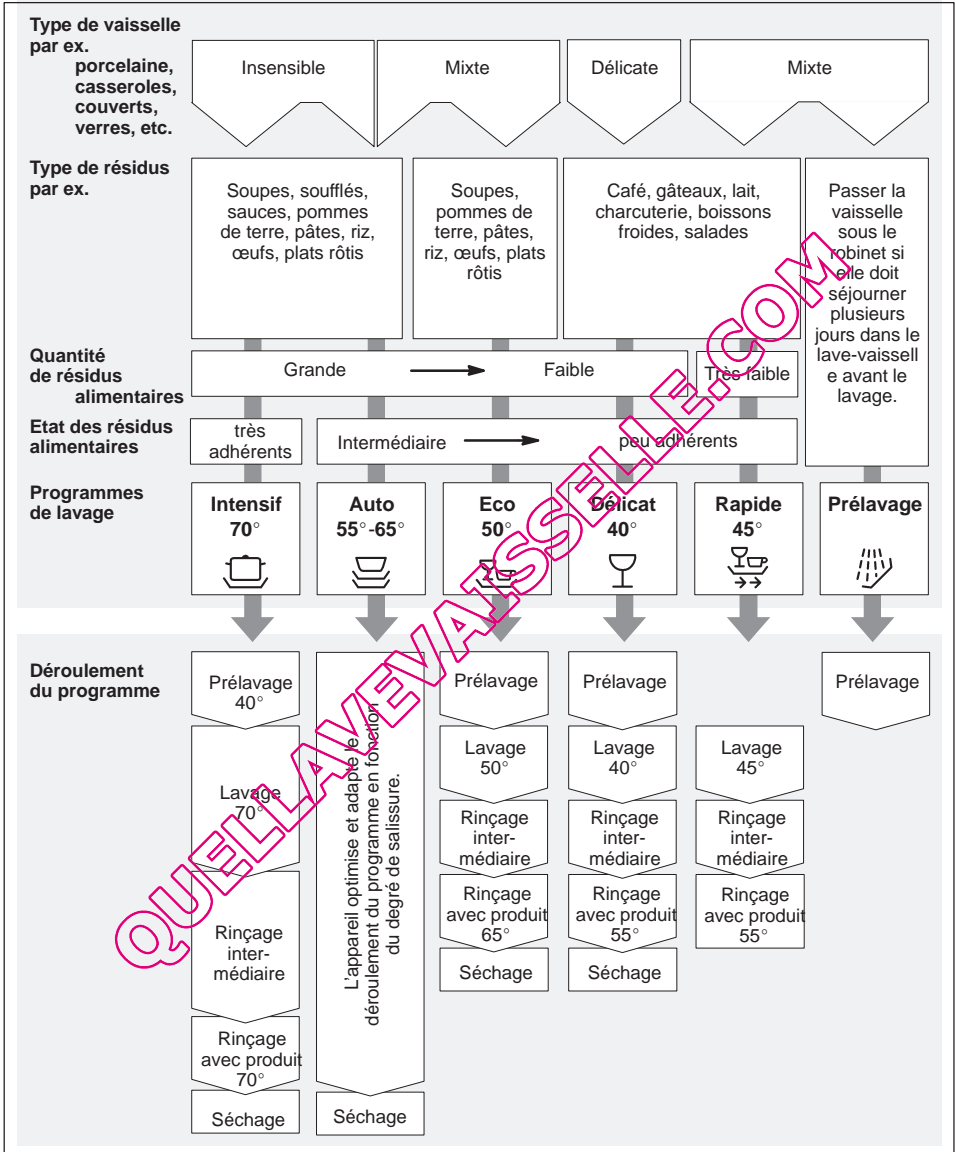 Type de vaisselle
par ex.
porcelaine,
casseroles,
couverts,
verres, etc.
Insensible
Mixte
Délicate
Mixte
Type de résidus
par ex.
Soupes, soufflés,
sauces, pommes
de terre, pâtes, riz,
œufs, plats rôtis
Soupes,
pommes de
terre, pâtes,
riz, œufs, plats
rôtis
Café, gâteaux, lait,
charcuterie, boissons
froides, salades
Passer la
vaisselle
sous le
robinet si
elle doit
séjourner
plusieurs
jours dans le
lave-vaissell
e avant le
lavage.
Quantité
de résidus
alimentaires
Grande
Faible
Très faible
Etat des résidus
alimentaires
très
adhérents
Intermédiaire
peu adhérents
Programmes
de lavage
Intensif
70°
Auto
55°-65°
Eco
50°
Délicat
40°
Rapide
45°
Prélavage
Déroulement
du programme
Prélavage
40°
Lavage
70°
Rinçage
inter-
médiaire
Rinçage
avec produit
70°
Séchage
L'appareil optimise et adapte le
déroulement du programme en fonction
du degré de salissure.
Séchage
Prélavage
Lavage
50°
Rinçage
inter-
médiaire
Rinçage
avec produit
65°
Séchage
Prélavage
Lavage
40°
Rinçage
inter-
médiaire
Rinçage
avec produit
55°
Séchage
Lavage
45°
Rinçage
inter-
médiaire
Rinçage
avec produit
55°
Prélavage
QUELLAVEVAISSELLE.COM